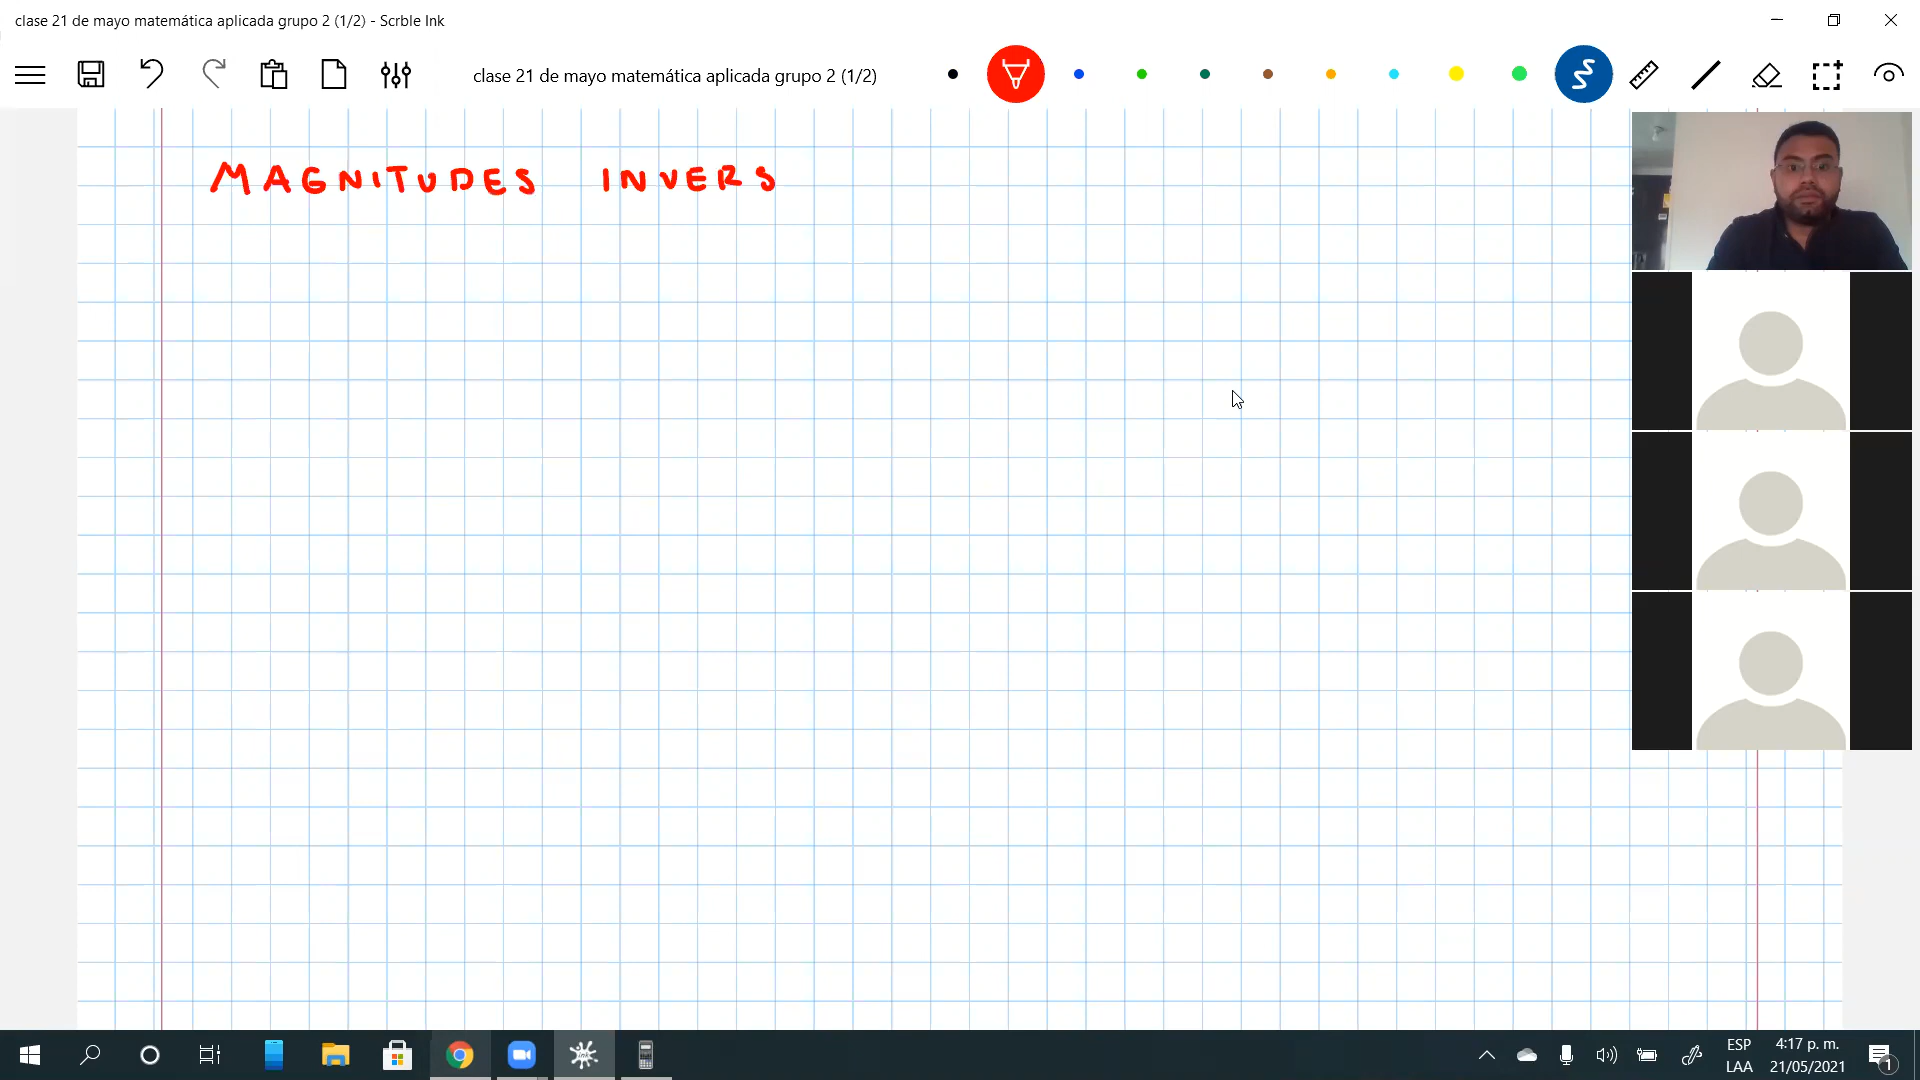 clase 21 de mayo matemática aplicada grupo 2 (1/2) - Scrble Ink
clase 21 de mayo matemática aplicada grupo 2 (1/2)
MAGNITUDES INVERS
ESP 4:17 p. m.
LAA 21/05/2021 1